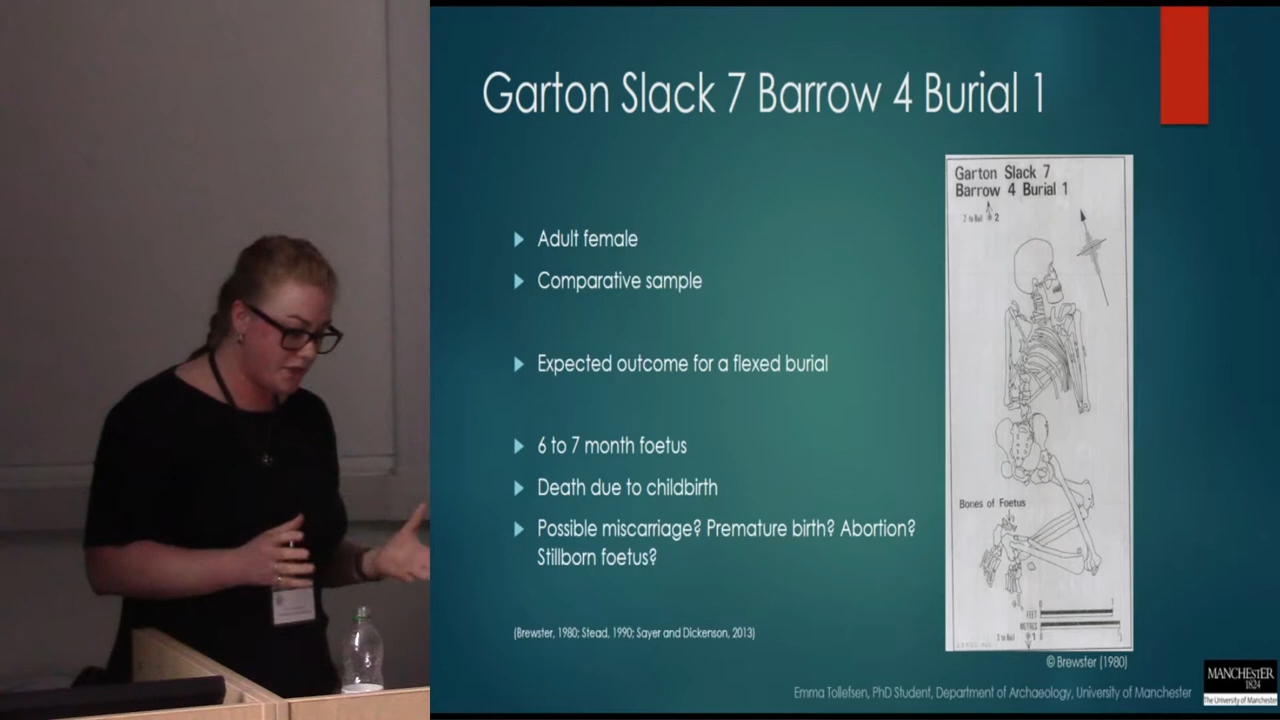 Garton Slack 7 Barrow 4 Burial 1
Adult female
Comparative sample
Expected outcome for a flexed burial
6 to 7 month foetus
Death due to childbirth
Possible miscarriage? Premature birth? Abortion?
Stillborn foetus?
(Brewster, 1980; Stead, 1990; Sayer and Dickenson, 2013)
Garton Slack 7
Barrow 4 Burial 1
2
Bones of Foetus
FEET
METRES
© Brewster (1980)
Emma Tollefsen, PhD Student, Department of Archaeology, University of Manchester
MANCHESTER
1824
The University of Manchester